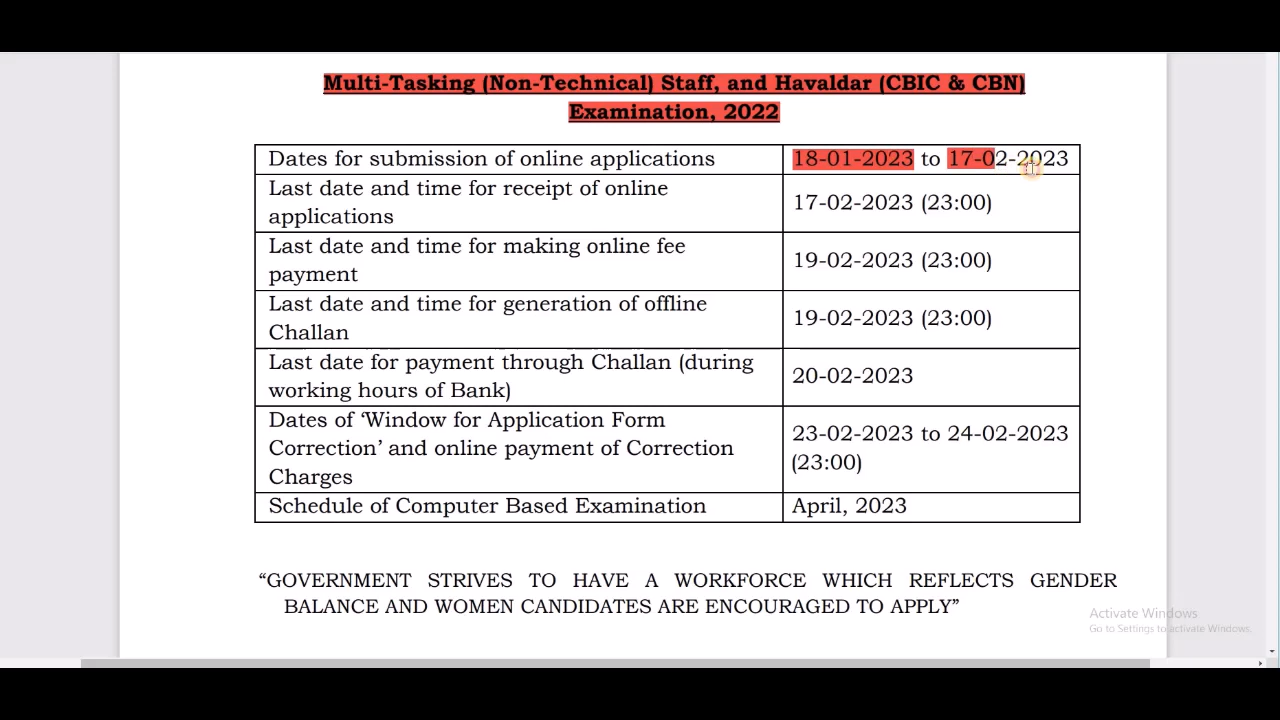 Multi-Tasking (Non-Technical) Staff, and Havaldar (CBIC & CBN)
Examination, 2022
Dates for submission of online applications 18-01-2023 to 17-02-2023
Last date and time for receipt of online
applications
17-02-2023 (23:00)
Last date and time for making online fee
payment
19-02-2023 (23:00)
Last date and time for generation of offline
Challan
19-02-2023 (23:00)
Last date for payment through Challan (during
working hours of Bank)
20-02-2023
Dates of ‘Window for Application Form
Correction’ and online payment of Correction
Charges
23-02-2023 to 24-02-2023
(23:00)
Schedule of Computer Based Examination April, 2023
“GOVERNMENT STRIVES TO HAVE A WORKFORCE WHICH REFLECTS GENDER
BALANCE AND WOMEN CANDIDATES ARE ENCOURAGED TO APPLY”
Activate Windows
Go to Settings to activate Windows.